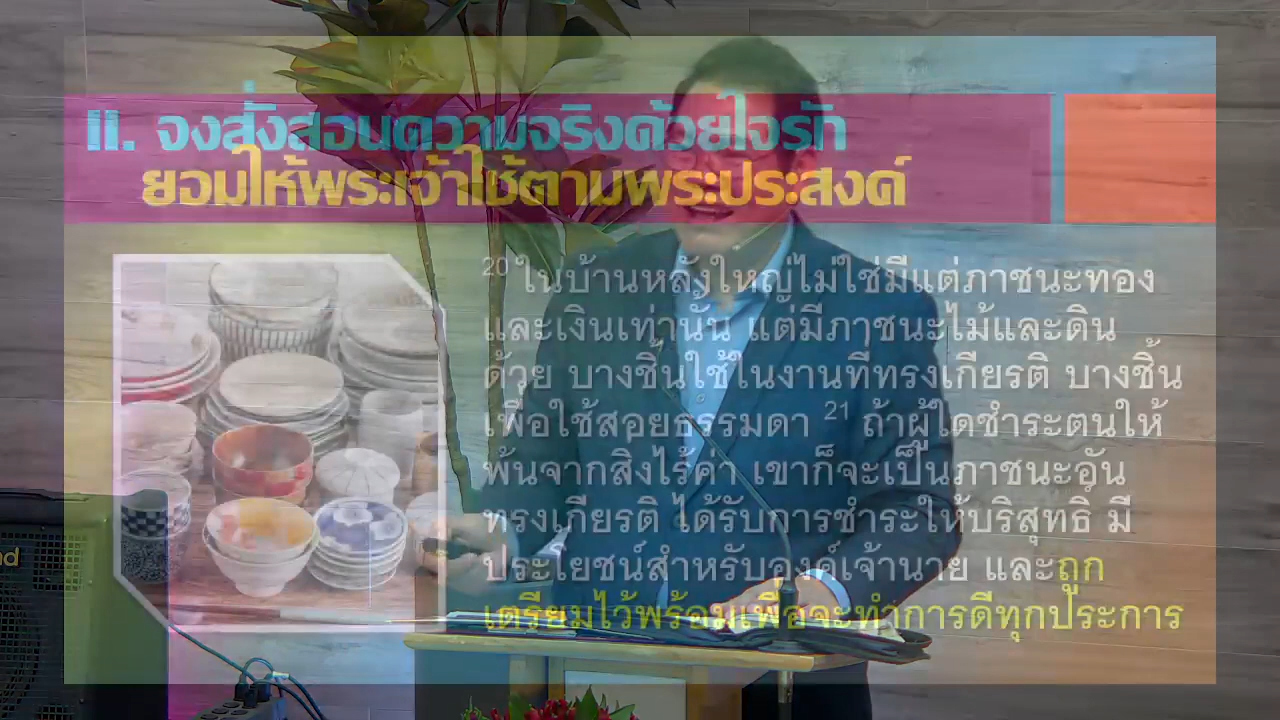 II. จงสั่งสอนความจริงด้วยใจรัก
ยอมให้พระเจ้าใช้ตามพระประสงค์
20 ในบ้านหลังใหญ่ไม่ใช่มีแต่ภาชนะทอง
และเงินเท่านั้น แต่มีภาชนะไม้และดิน
ด้วย บางชิ้นใช้ในงานที่ทรงเกียรติ บางชิ้น
เพื่อใช้สอยธรรมดา 21 ถ้าผู้ใดชำระตนให้
พ้นจากสิ่งไร้ค่า เขาก็จะเป็นภาชนะอัน
ทรงเกียรติ ได้รับการชำระให้บริสุทธิ์ มี
ประโยชน์สำหรับองค์เจ้านาย และถูก
เตรียมไว้พร้อมเพื่อจะทำการดีทุกประการ